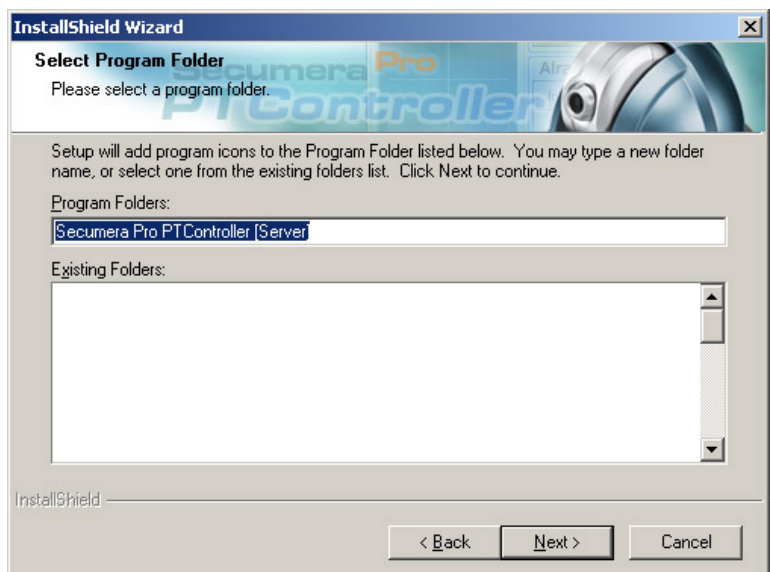 InstallShield Wizard
Select Program Folder
Please select a program folder.
Secumera Pro
PTController
Setup will add program icons to the Program Folder listed below. You may type a new folder
name, or select one from the existing folders list. Click Next to continue.
Program Folders:
Secumera Pro PTController [Server]
Existing Folders:
InstallShield
< Back
Next >
Cancel